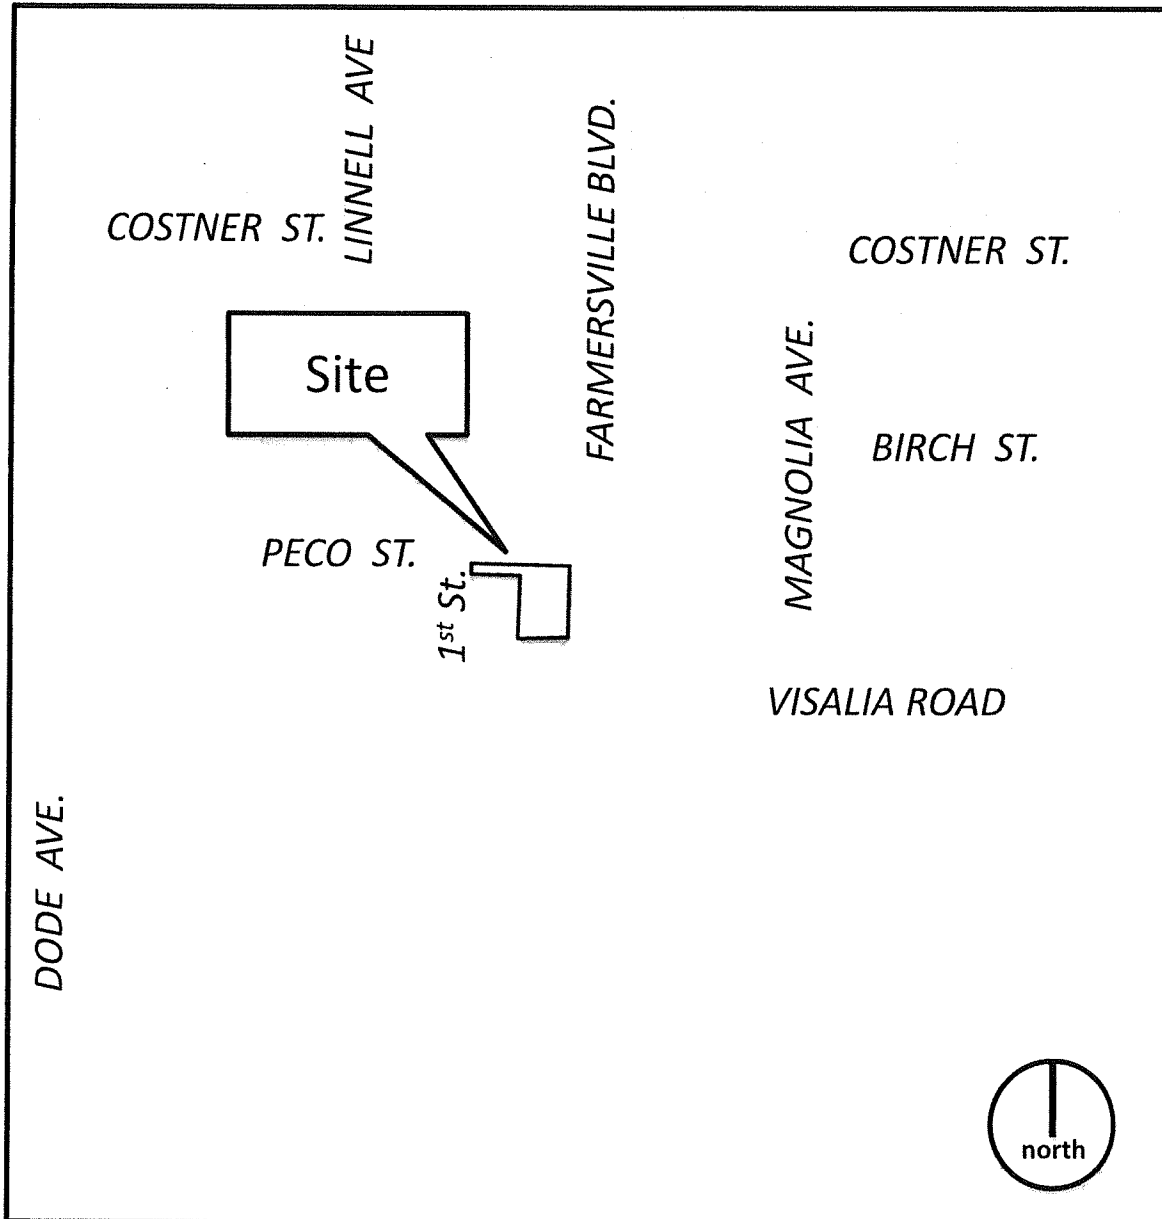 LINNELL AVE
FARMERSVILLE BLVD.
COSTNER ST.
COSTNER ST.
Site
MAGNOLIA AVE.
BIRCH ST.
PECO ST.
1st St.
VISALIA ROAD
DODE AVE.
north